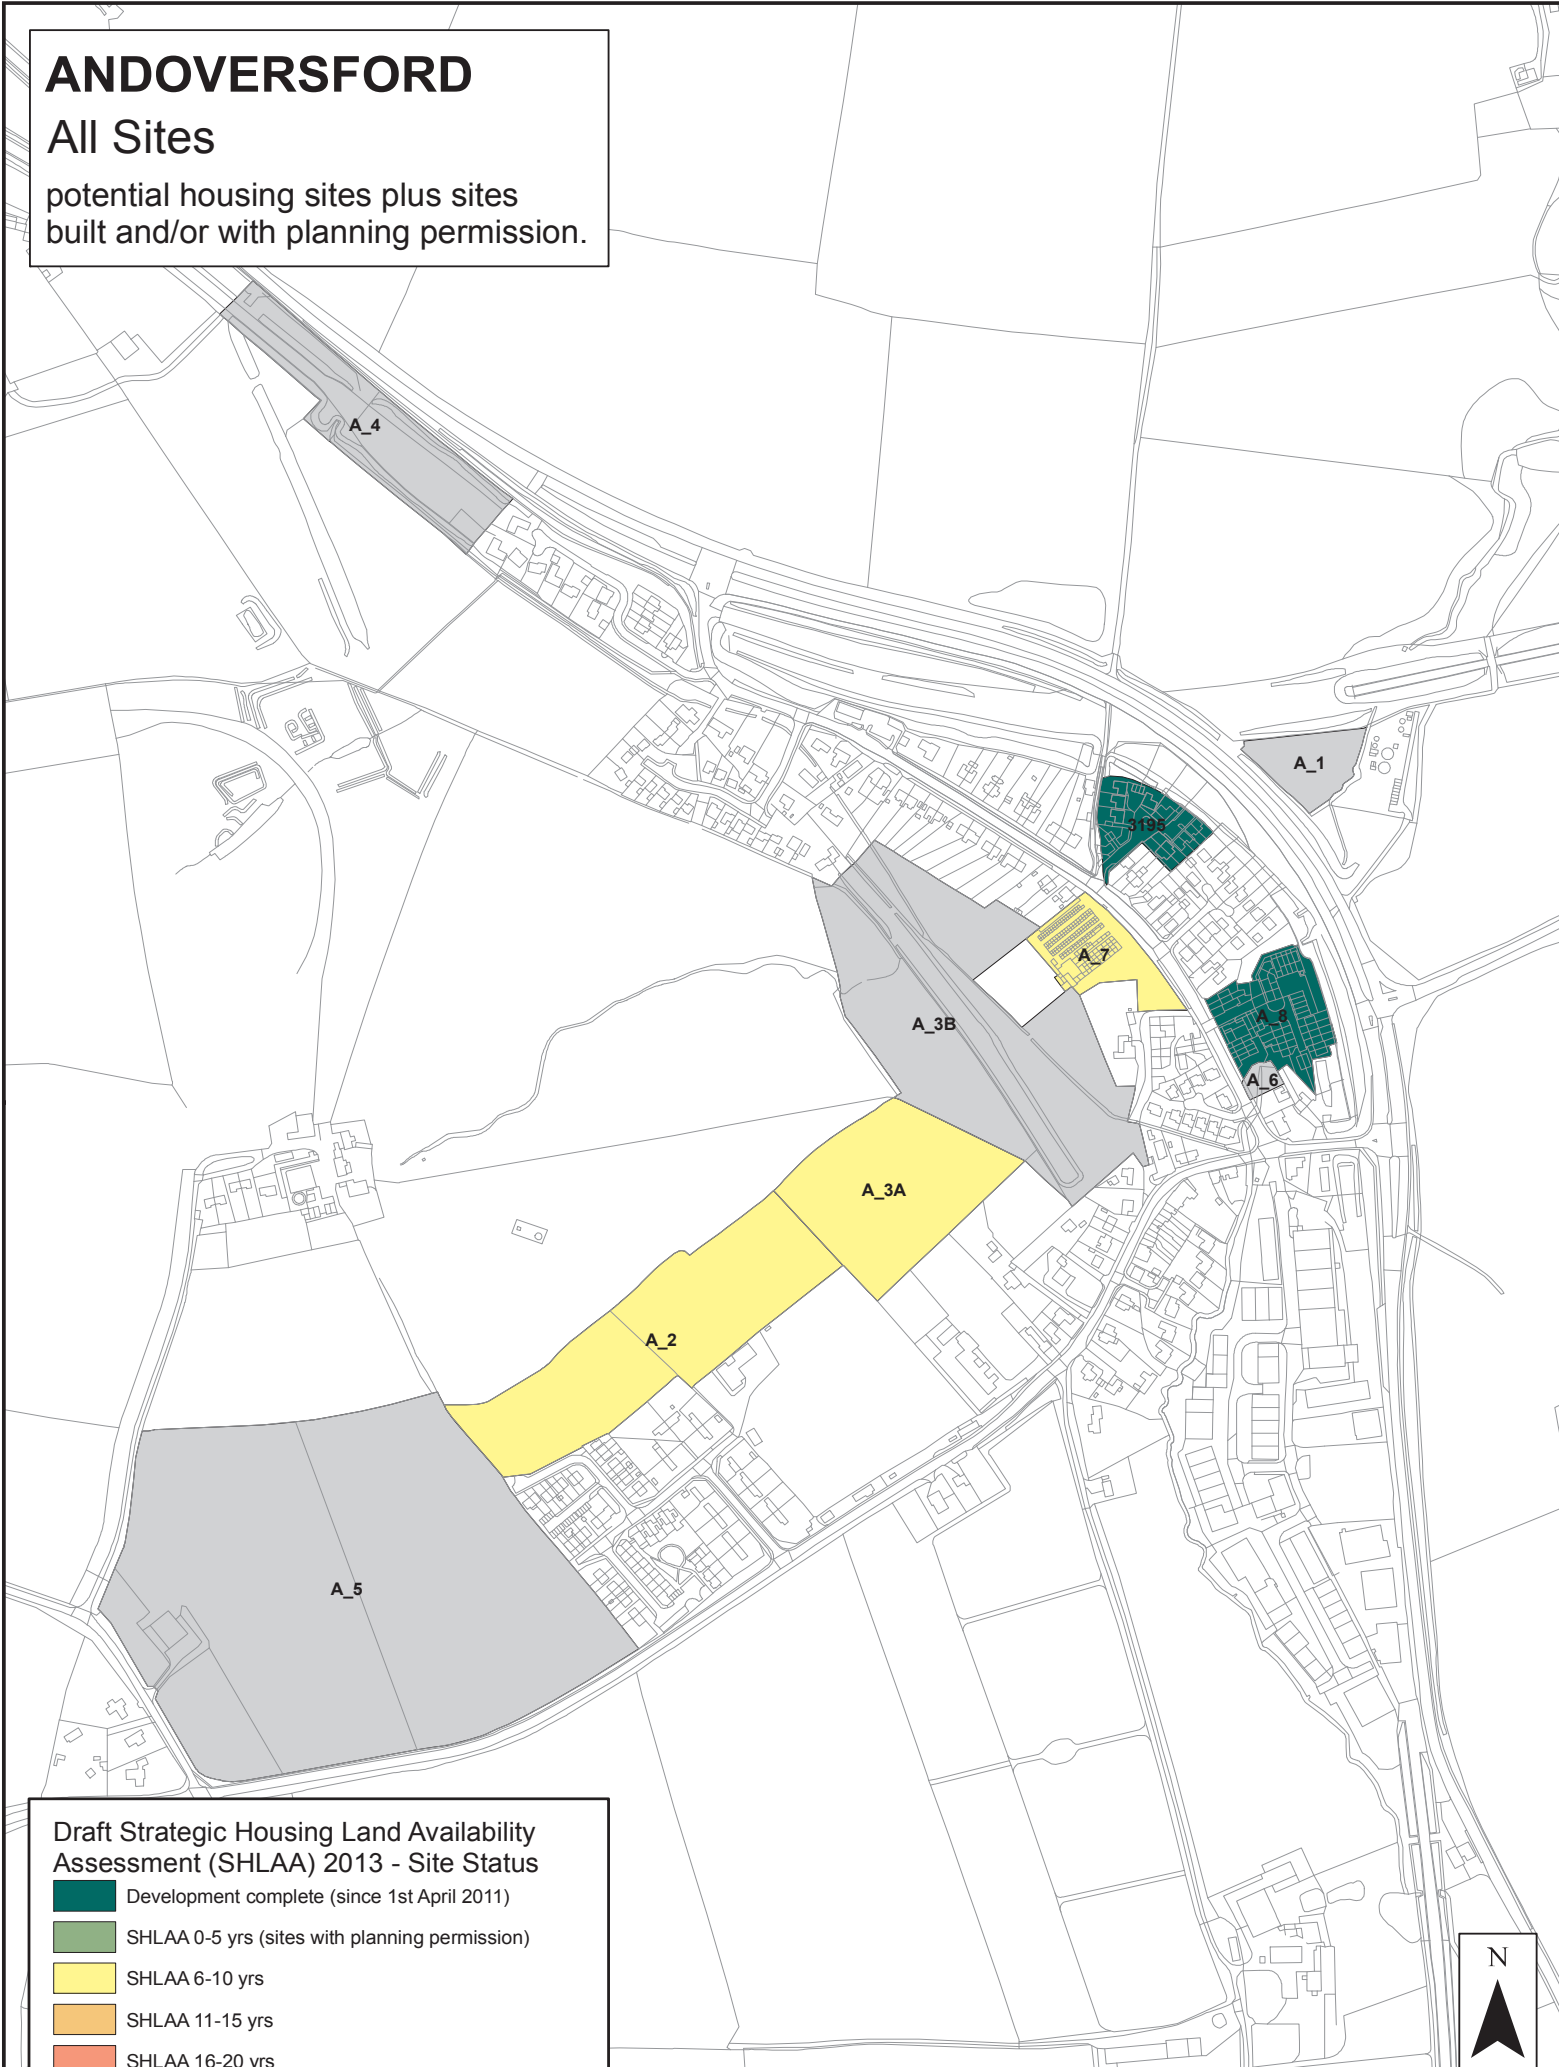 ANDOVERSFORD
All Sites
potential housing sites plus sites
built and/or with planning permission.
A_4
A_1
3195
A_7
A_3B
A_8
A_6
A_3A
A_2
A_5
Draft Strategic Housing Land Availability
Assessment (SHLAA) 2013 - Site Status
Development complete (since 1st April 2011)
SHLAA 0-5 yrs (sites with planning permission)
SHLAA 6-10 yrs
SHLAA 11-15 yrs
SHLAA 16-20 yrs
N